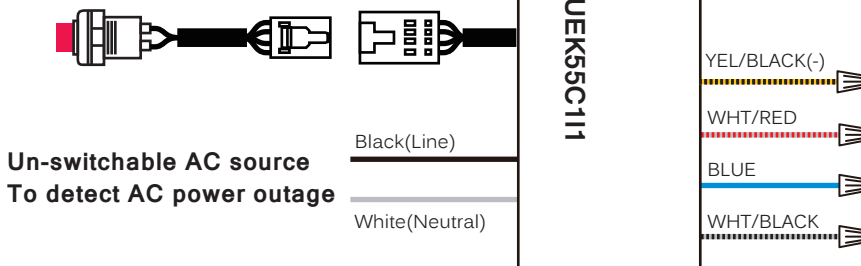 UEK55C1I1
YEL/BLACK(-)
WHT/RED
Black(Line)
Un-switchable AC source
To detect AC power outage
BLUE
White(Neutral)
WHT/BLACK